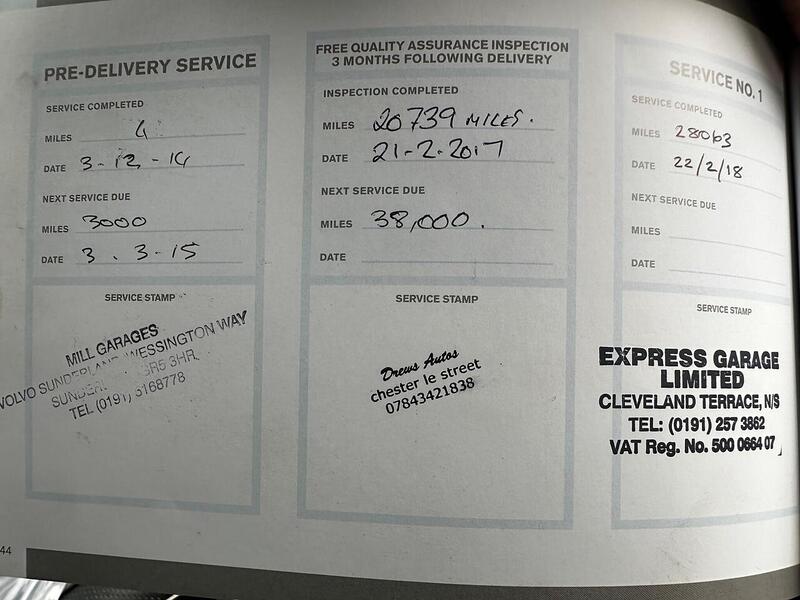 PRE-DELIVERY SERVICE
SERVICE COMPLETED
MILES 4
DATE 3-12-14
NEXT SERVICE DUE
MILES 3000
DATE 3.3-15
SERVICE STAMP
MILL GARAGES
VOLVO SUNDERLAND, WESSINGTON WAY
SR5 3HR.
TEL (0191) 5168778
FREE QUALITY ASSURANCE INSPECTION
3 MONTHS FOLLOWING DELIVERY
INSPECTION COMPLETED
MILES 20739 MILES.
DATE 21-2-2017
NEXT SERVICE DUE
MILES 38,000.
DATE
SERVICE STAMP
Drews Autos
chester le street
07843421838
SERVICE NO. 1
SERVICE COMPLETED
MILES 28063
DATE 22/2/18
NEXT SERVICE DUE
MILES
DATE
SERVICE STAMP
EXPRESS GARAGE
LIMITED
CLEVELAND TERRACE, N/S
TEL: (0191) 257 3862
VAT Reg. No. 500 0664 07
44